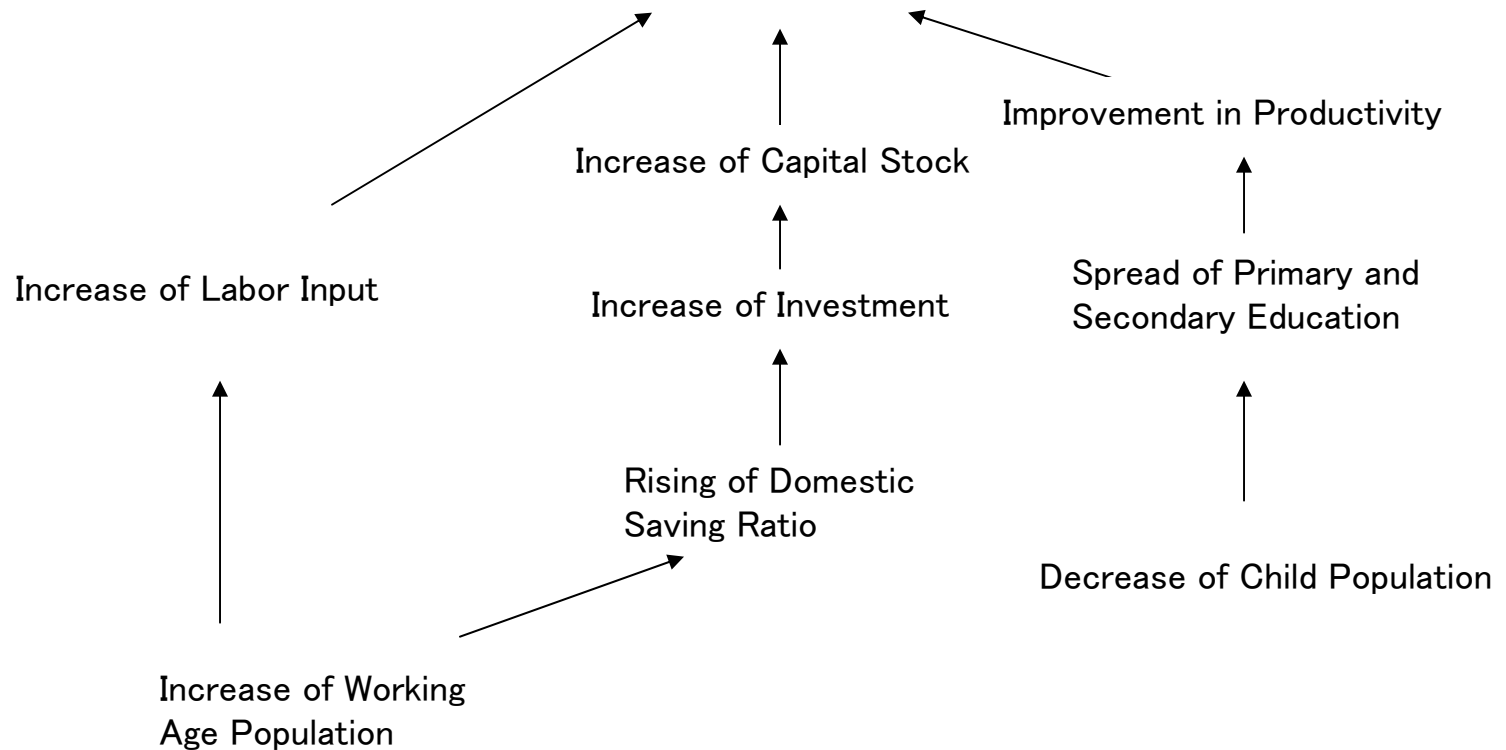 Improvement in Productivity
Increase of Capital Stock
Increase of Labor Input
Increase of Investment
Spread of Primary and
Secondary Education
Rising of Domestic
Saving Ratio
Decrease of Child Population
Increase of Working
Age Population